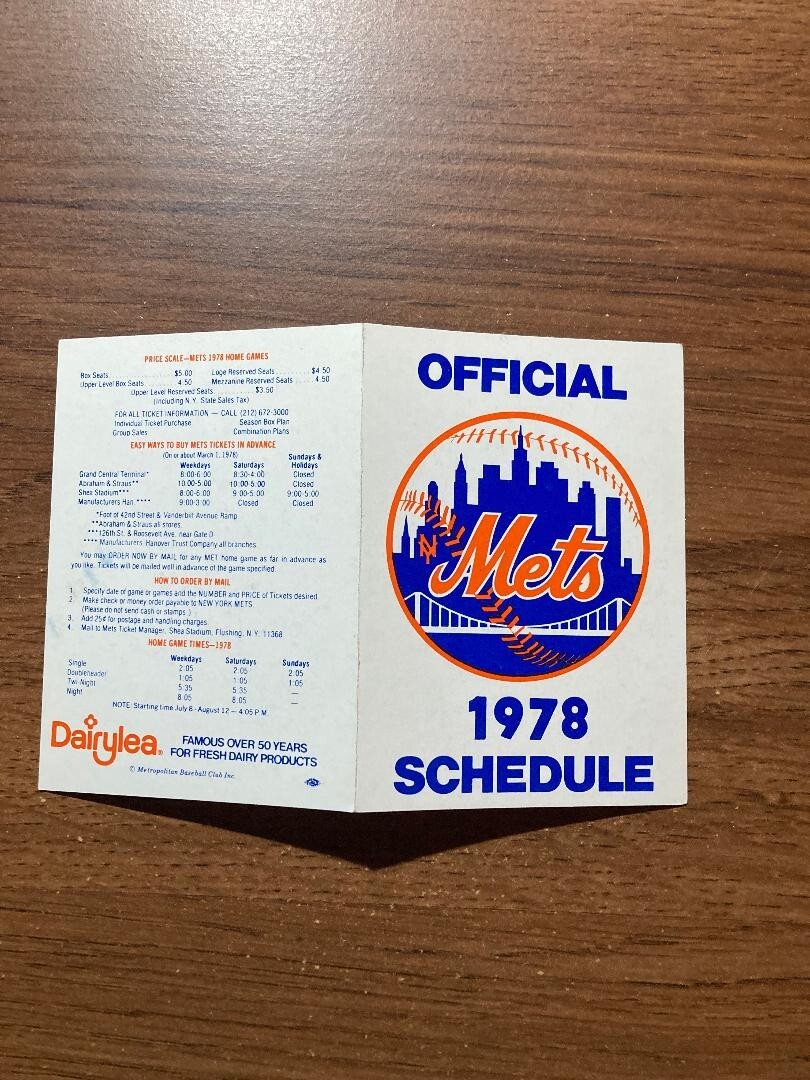 PRICE SCALE—METS 1978 HOME GAMES
Box Seats . . . . . . . . . . $5.00 Loge Reserved Seats . . . . . . . . . . $4.50
Upper Level Box Seats . . . . . . . 4.50 Mezzanine Reserved Seats . . . . . 4.50
Upper Level Reserved Seats . . . . . . . . . . $3.50
(Including N.Y. State Sales Tax)
FOR ALL TICKET INFORMATION — CALL (212) 672-3000
Individual Ticket Purchase Season Box Plan
Group Sales Combination Plans
EASY WAYS TO BUY METS TICKETS IN ADVANCE
(On or about March 1, 1978)
Weekdays Saturdays Sundays & Holidays
Grand Central Terminal* 8:00-6:00 8:30-4:00 Closed
Abraham & Straus** 10:00-5:00 10:00-5:00 Closed
Shea Stadium*** 8:00-6:00 9:00-5:00 9:00-5:00
Manufacturers Han.**** 9:00-3:00 Closed Closed
*Foot of 42nd Street & Vanderbilt Avenue Ramp
**Abraham & Straus all stores
***126th St. & Roosevelt Ave. near Gate D
****Manufacturers Hanover Trust Company all branches
You may ORDER NOW BY MAIL for any MET home game as far in advance as
you like. Tickets will be mailed well in advance of the game specified.
HOW TO ORDER BY MAIL
1. Specify date of game or games and the NUMBER and PRICE of Tickets desired.
2. Make check or money order payable to NEW YORK METS.
(Please do not send cash or stamps.)
3. Add 25¢ for postage and handling charges.
4. Mail to Mets Ticket Manager, Shea Stadium, Flushing, N.Y. 11368
HOME GAME TIMES—1978
Weekdays Saturdays Sundays
Single 2:05 2:05 2:05
Doubleheader 1:05 1:05 1:05
Twi-Night 5:35 5:35 —
Night 8:05 8:05 —
NOTE: Starting time July 8 - August 12 — 4:05 P.M.
Dairylea®
FAMOUS OVER 50 YEARS
FOR FRESH DAIRY PRODUCTS
© Metropolitan Baseball Club Inc.
OFFICIAL
NY
Mets
1978
SCHEDULE